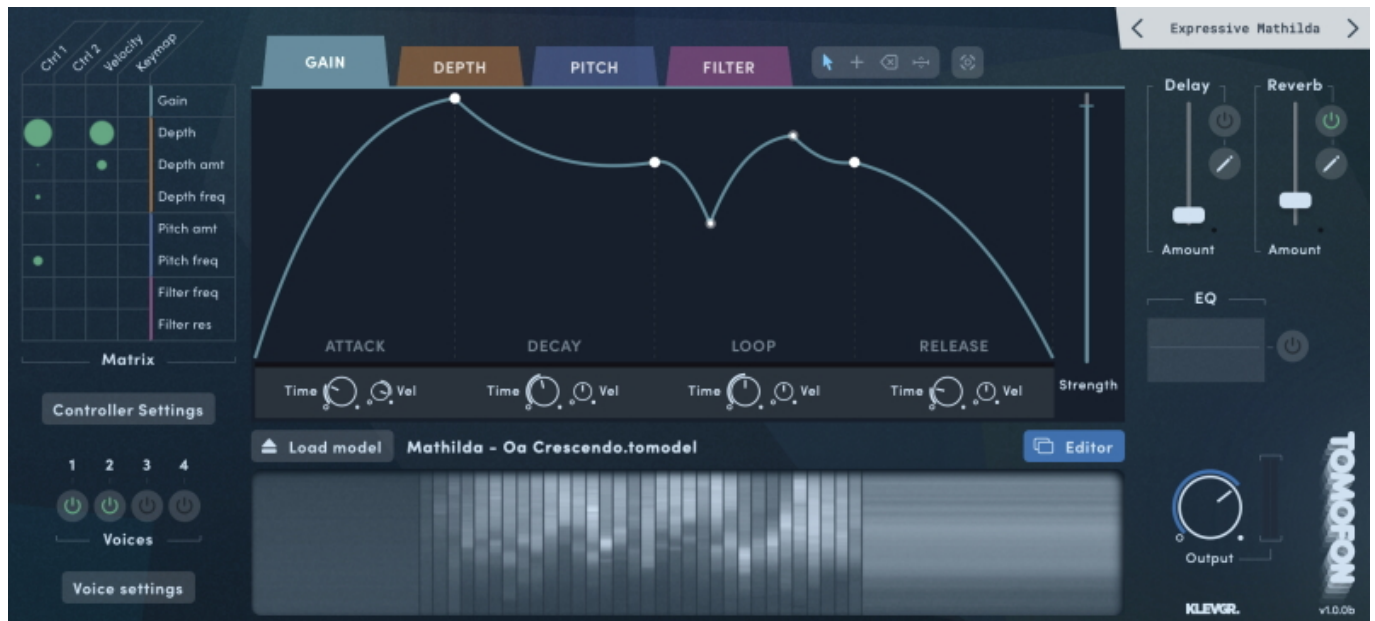 Expressive Mathilda
Ctrl 1
Ctrl 2
Velocity
Keymap
Gain
Depth
Depth amt
Depth freq
Pitch amt
Pitch freq
Filter freq
Filter res
Matrix
Controller Settings
1 2 3 4
Voices
Voice settings
GAIN DEPTH PITCH FILTER
ATTACK DECAY LOOP RELEASE
Time Vel Time Vel Time Vel Time Vel
Strength
Load model Mathilda - Oa Crescendo.tomodel Editor
Delay Reverb
Amount Amount
EQ
Output
TOMOFON
KLEVGR. v1.0.0b